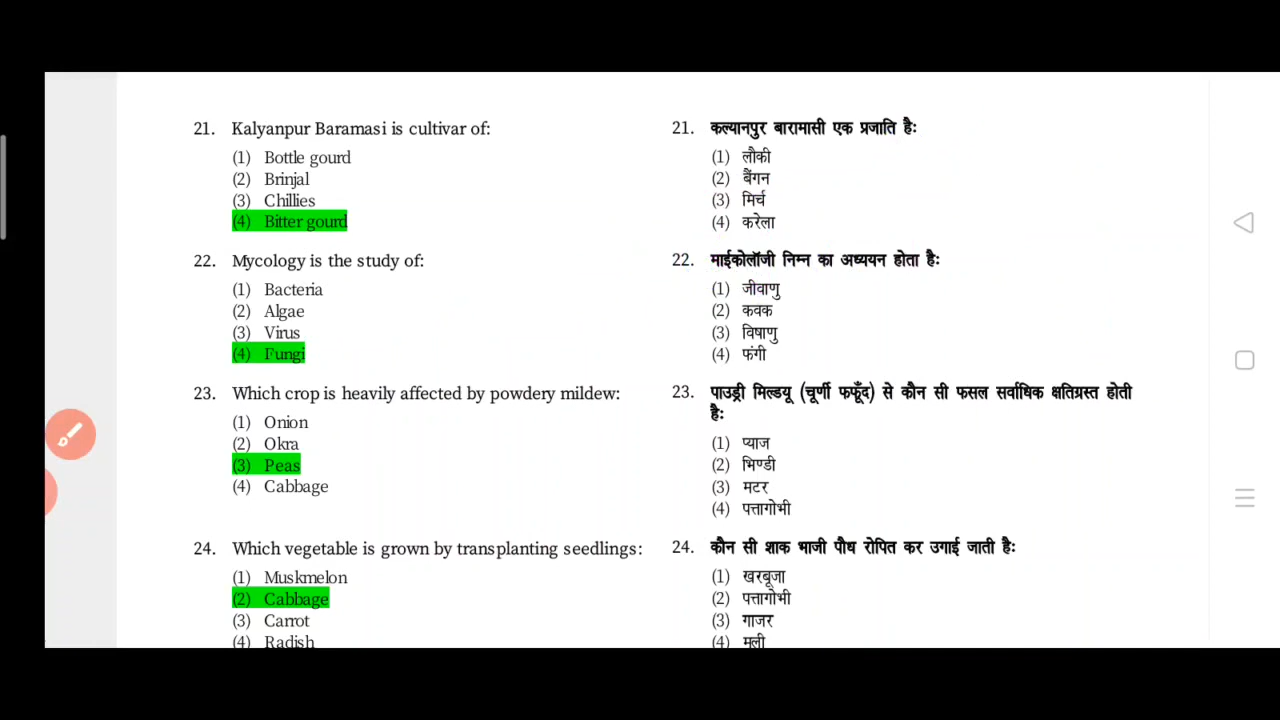 21. Kalyanpur Baramasi is cultivar of:
(1) Bottle gourd
(2) Brinjal
(3) Chillies
(4) Bitter gourd
22. Mycology is the study of:
(1) Bacteria
(2) Algae
(3) Virus
(4) Fungi
23. Which crop is heavily affected by powdery mildew:
(1) Onion
(2) Okra
(3) Peas
(4) Cabbage
24. Which vegetable is grown by transplanting seedlings:
(1) Muskmelon
(2) Cabbage
(3) Carrot
(4) Radish
21. कल्यानपुर बारामासी एक प्रजाति है:
(1) लौकी
(2) बैंगन
(3) मिर्च
(4) करेला
22. माईकोलॉजी निम्न का अध्ययन होता है:
(1) जीवाणु
(2) कवक
(3) विषाणु
(4) फंगी
23. पाउड्री मिल्डयू (चूर्णी फफूँद) से कौन सी फसल सर्वाधिक क्षतिग्रस्त होती
है:
(1) प्याज
(2) भिण्डी
(3) मटर
(4) पत्तागोभी
24. कौन सी शाक भाजी पौध रोपित कर उगाई जाती है:
(1) खरबूजा
(2) पत्तागोभी
(3) गाजर
(4) मूली